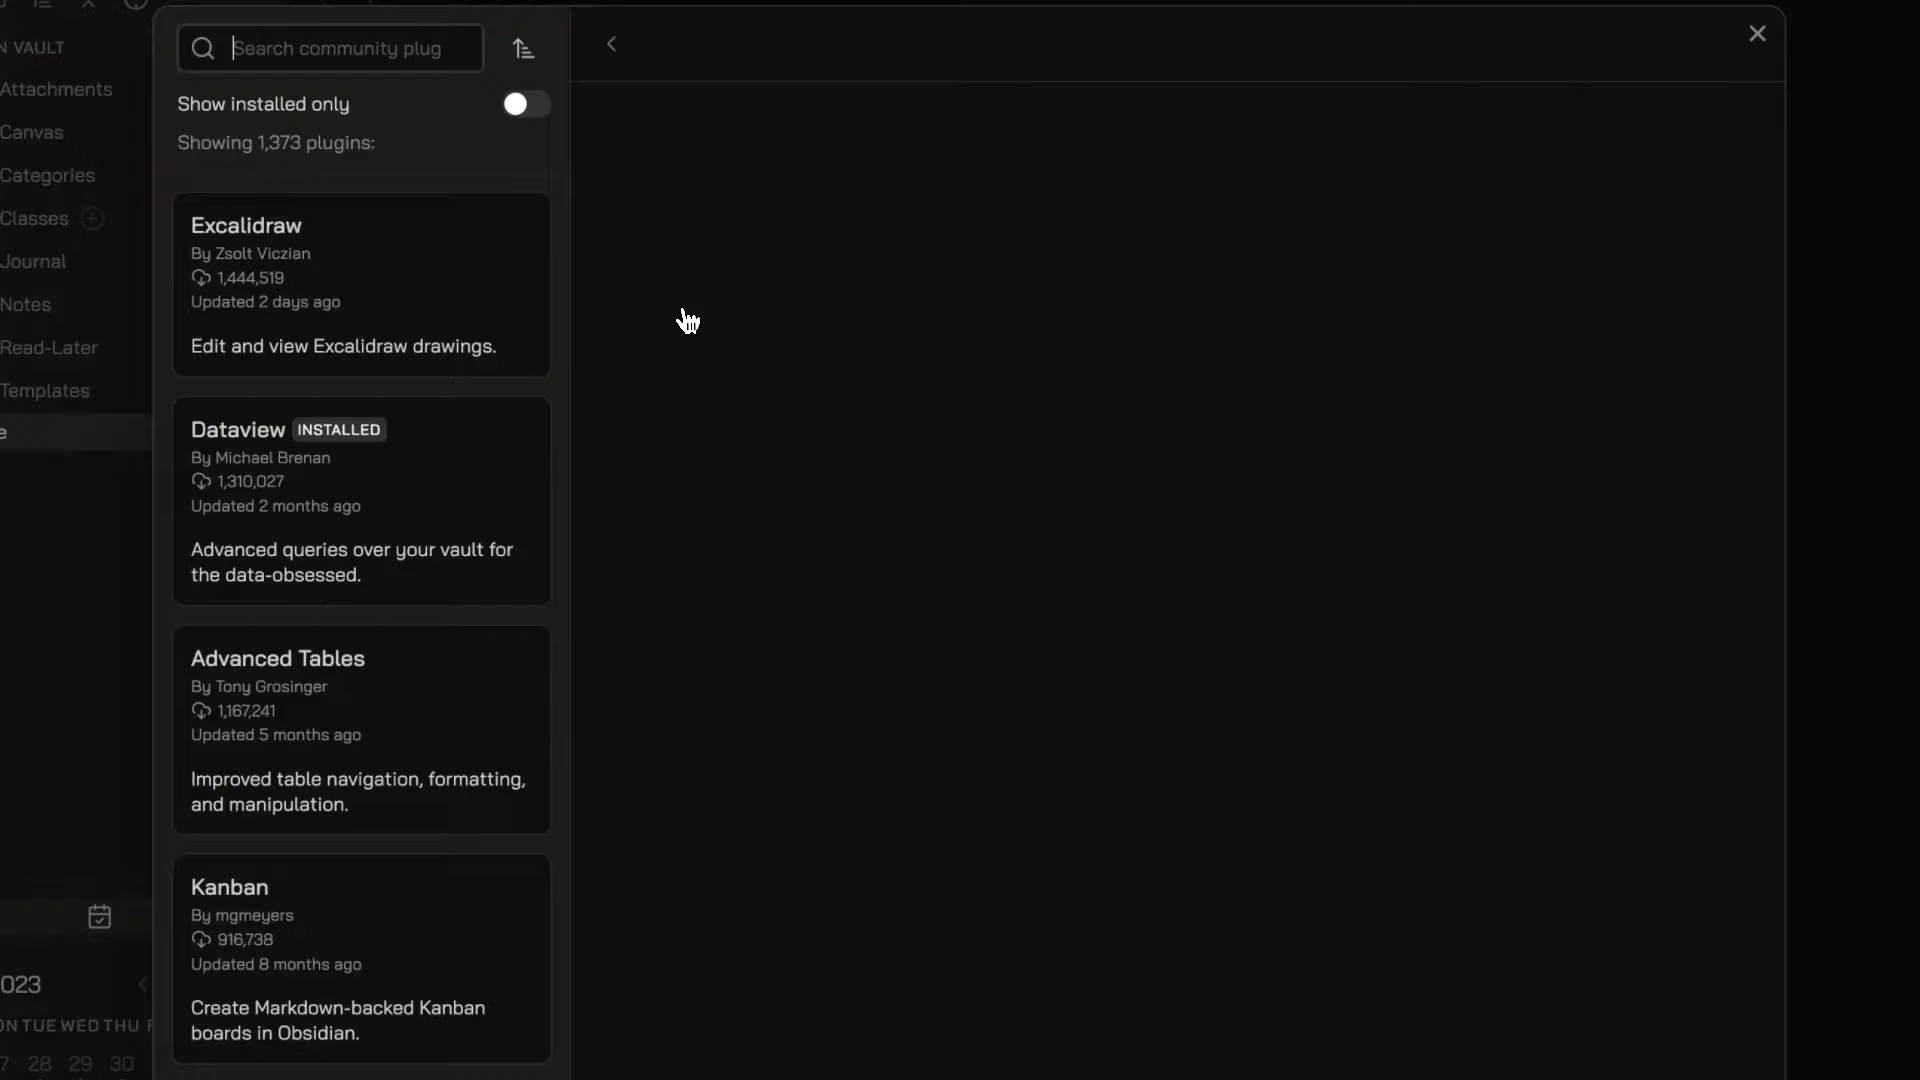 Search community plug
Show installed only
Showing 1,373 plugins:
Excalidraw
By Zsolt Viczian
1,444,519
Updated 2 days ago
Edit and view Excalidraw drawings.
Dataview INSTALLED
By Michael Brenan
1,310,027
Updated 2 months ago
Advanced queries over your vault for
the data-obsessed.
Advanced Tables
By Tony Grosinger
1,167,241
Updated 5 months ago
Improved table navigation, formatting,
and manipulation.
Kanban
By mgmeyers
916,738
Updated 8 months ago
Create Markdown-backed Kanban
boards in Obsidian.
N VAULT
Attachments
Canvas
Categories
Classes
Journal
Notes
Read-Later
Templates
e
023
ON TUE WED THU F
7 28 29 30